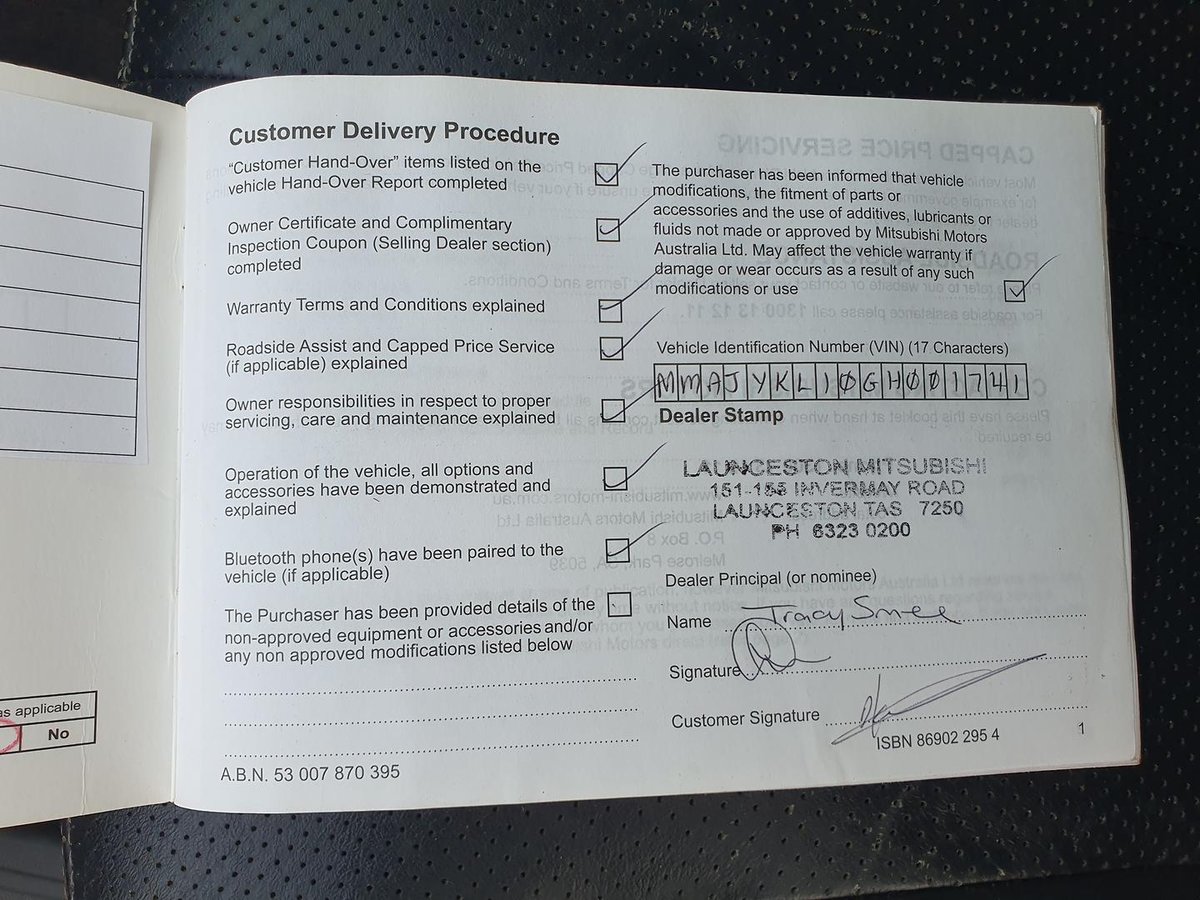 Customer Delivery Procedure
"Customer Hand-Over" items listed on the
vehicle Hand-Over Report completed
Owner Certificate and Complimentary
Inspection Coupon (Selling Dealer section)
completed
Warranty Terms and Conditions explained
Roadside Assist and Capped Price Service
(if applicable) explained
Owner responsibilities in respect to proper
servicing, care and maintenance explained
Operation of the vehicle, all options and
accessories have been demonstrated and
explained
Bluetooth phone(s) have been paired to the
vehicle (if applicable)
The Purchaser has been provided details of the
non-approved equipment or accessories and/or
any non approved modifications listed below
A.B.N. 53 007 870 395
The purchaser has been informed that vehicle
modifications, the fitment of parts or
accessories and the use of additives, lubricants or
fluids not made or approved by Mitsubishi Motors
Australia Ltd. May affect the vehicle warranty if
damage or wear occurs as a result of any such
modifications or use
Vehicle Identification Number (VIN) (17 Characters)
MMAJYKL10GH001741
Dealer Stamp
LAUNCESTON MITSUBISHI
151-155 INVERMAY ROAD
LAUNCESTON TAS 7250
PH 6323 0200
Dealer Principal (or nominee)
Name Tracy Smee
Signature
Customer Signature
ISBN 86902 295 4
1
as applicable
No